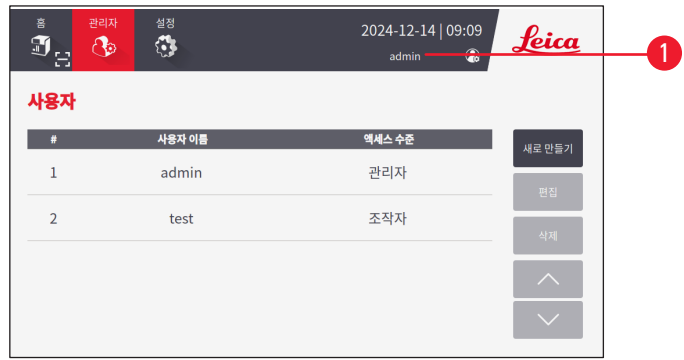 홈 관리자 설정
2024-12-14 | 09:09
admin
Leica
1
사용자
# 사용자 이름 엑세스 수준
1 admin 관리자
2 test 조작자
새로 만들기
편집
삭제